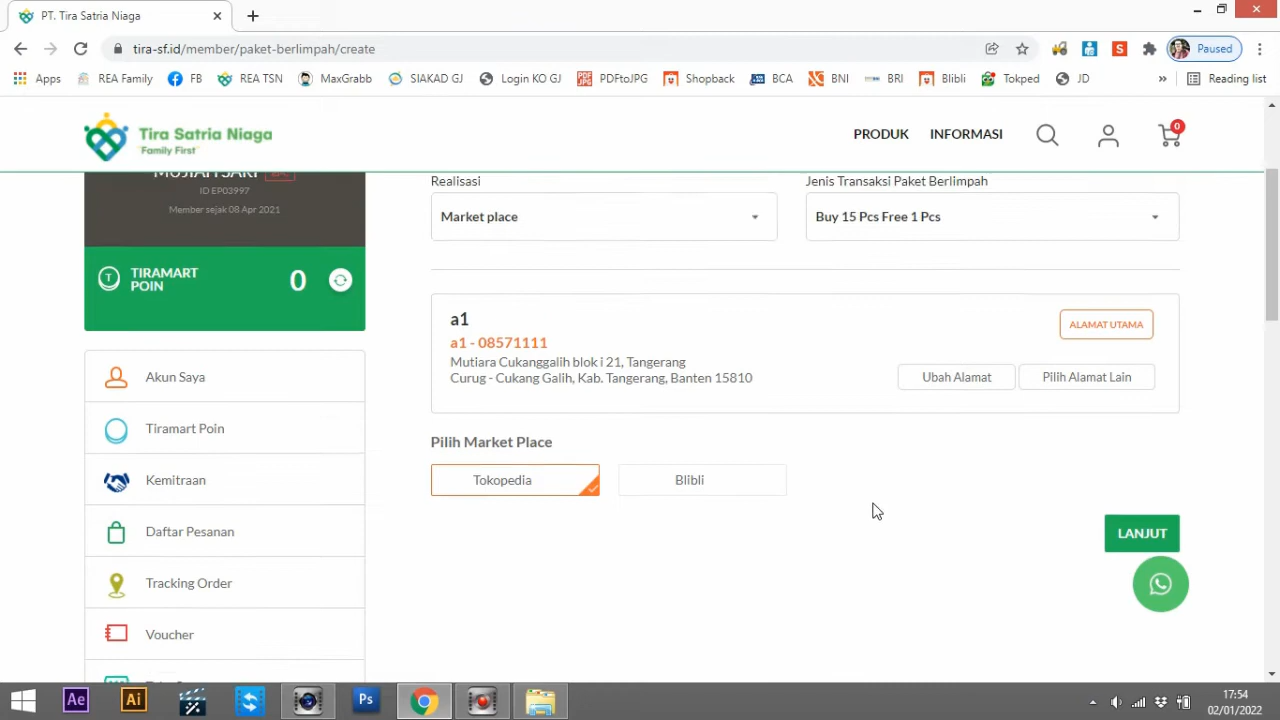 PT. Tira Satria Niaga
tira-sf.id/member/paket-berlimpah/create
Paused
Apps
REA Family
FB
REA TSN
MaxGrabb
SIAKAD GJ
Login KO GJ
PDFtoJPG
Shopback
BCA
BNI
BRI
Blibli
Tokped
JD
»
Reading list
Tira Satria Niaga
"Family First"
PRODUK
INFORMASI
0
ID EP03997
Member sejak 08 Apr 2021
TIRAMART
POIN
0
Akun Saya
Tiramart Poin
Kemitraan
Daftar Pesanan
Tracking Order
Voucher
Realisasi
Market place
Jenis Transaksi Paket Berlimpah
Buy 15 Pcs Free 1 Pcs
a1
ALAMAT UTAMA
a1 - 08571111
Mutiara Cukanggalih blok i 21, Tangerang
Curug - Cukang Galih, Kab. Tangerang, Banten 15810
Ubah Alamat
Pilih Alamat Lain
Pilih Market Place
Tokopedia
Blibli
LANJUT
Ae
Ai
Ps
17:54
02/01/2022